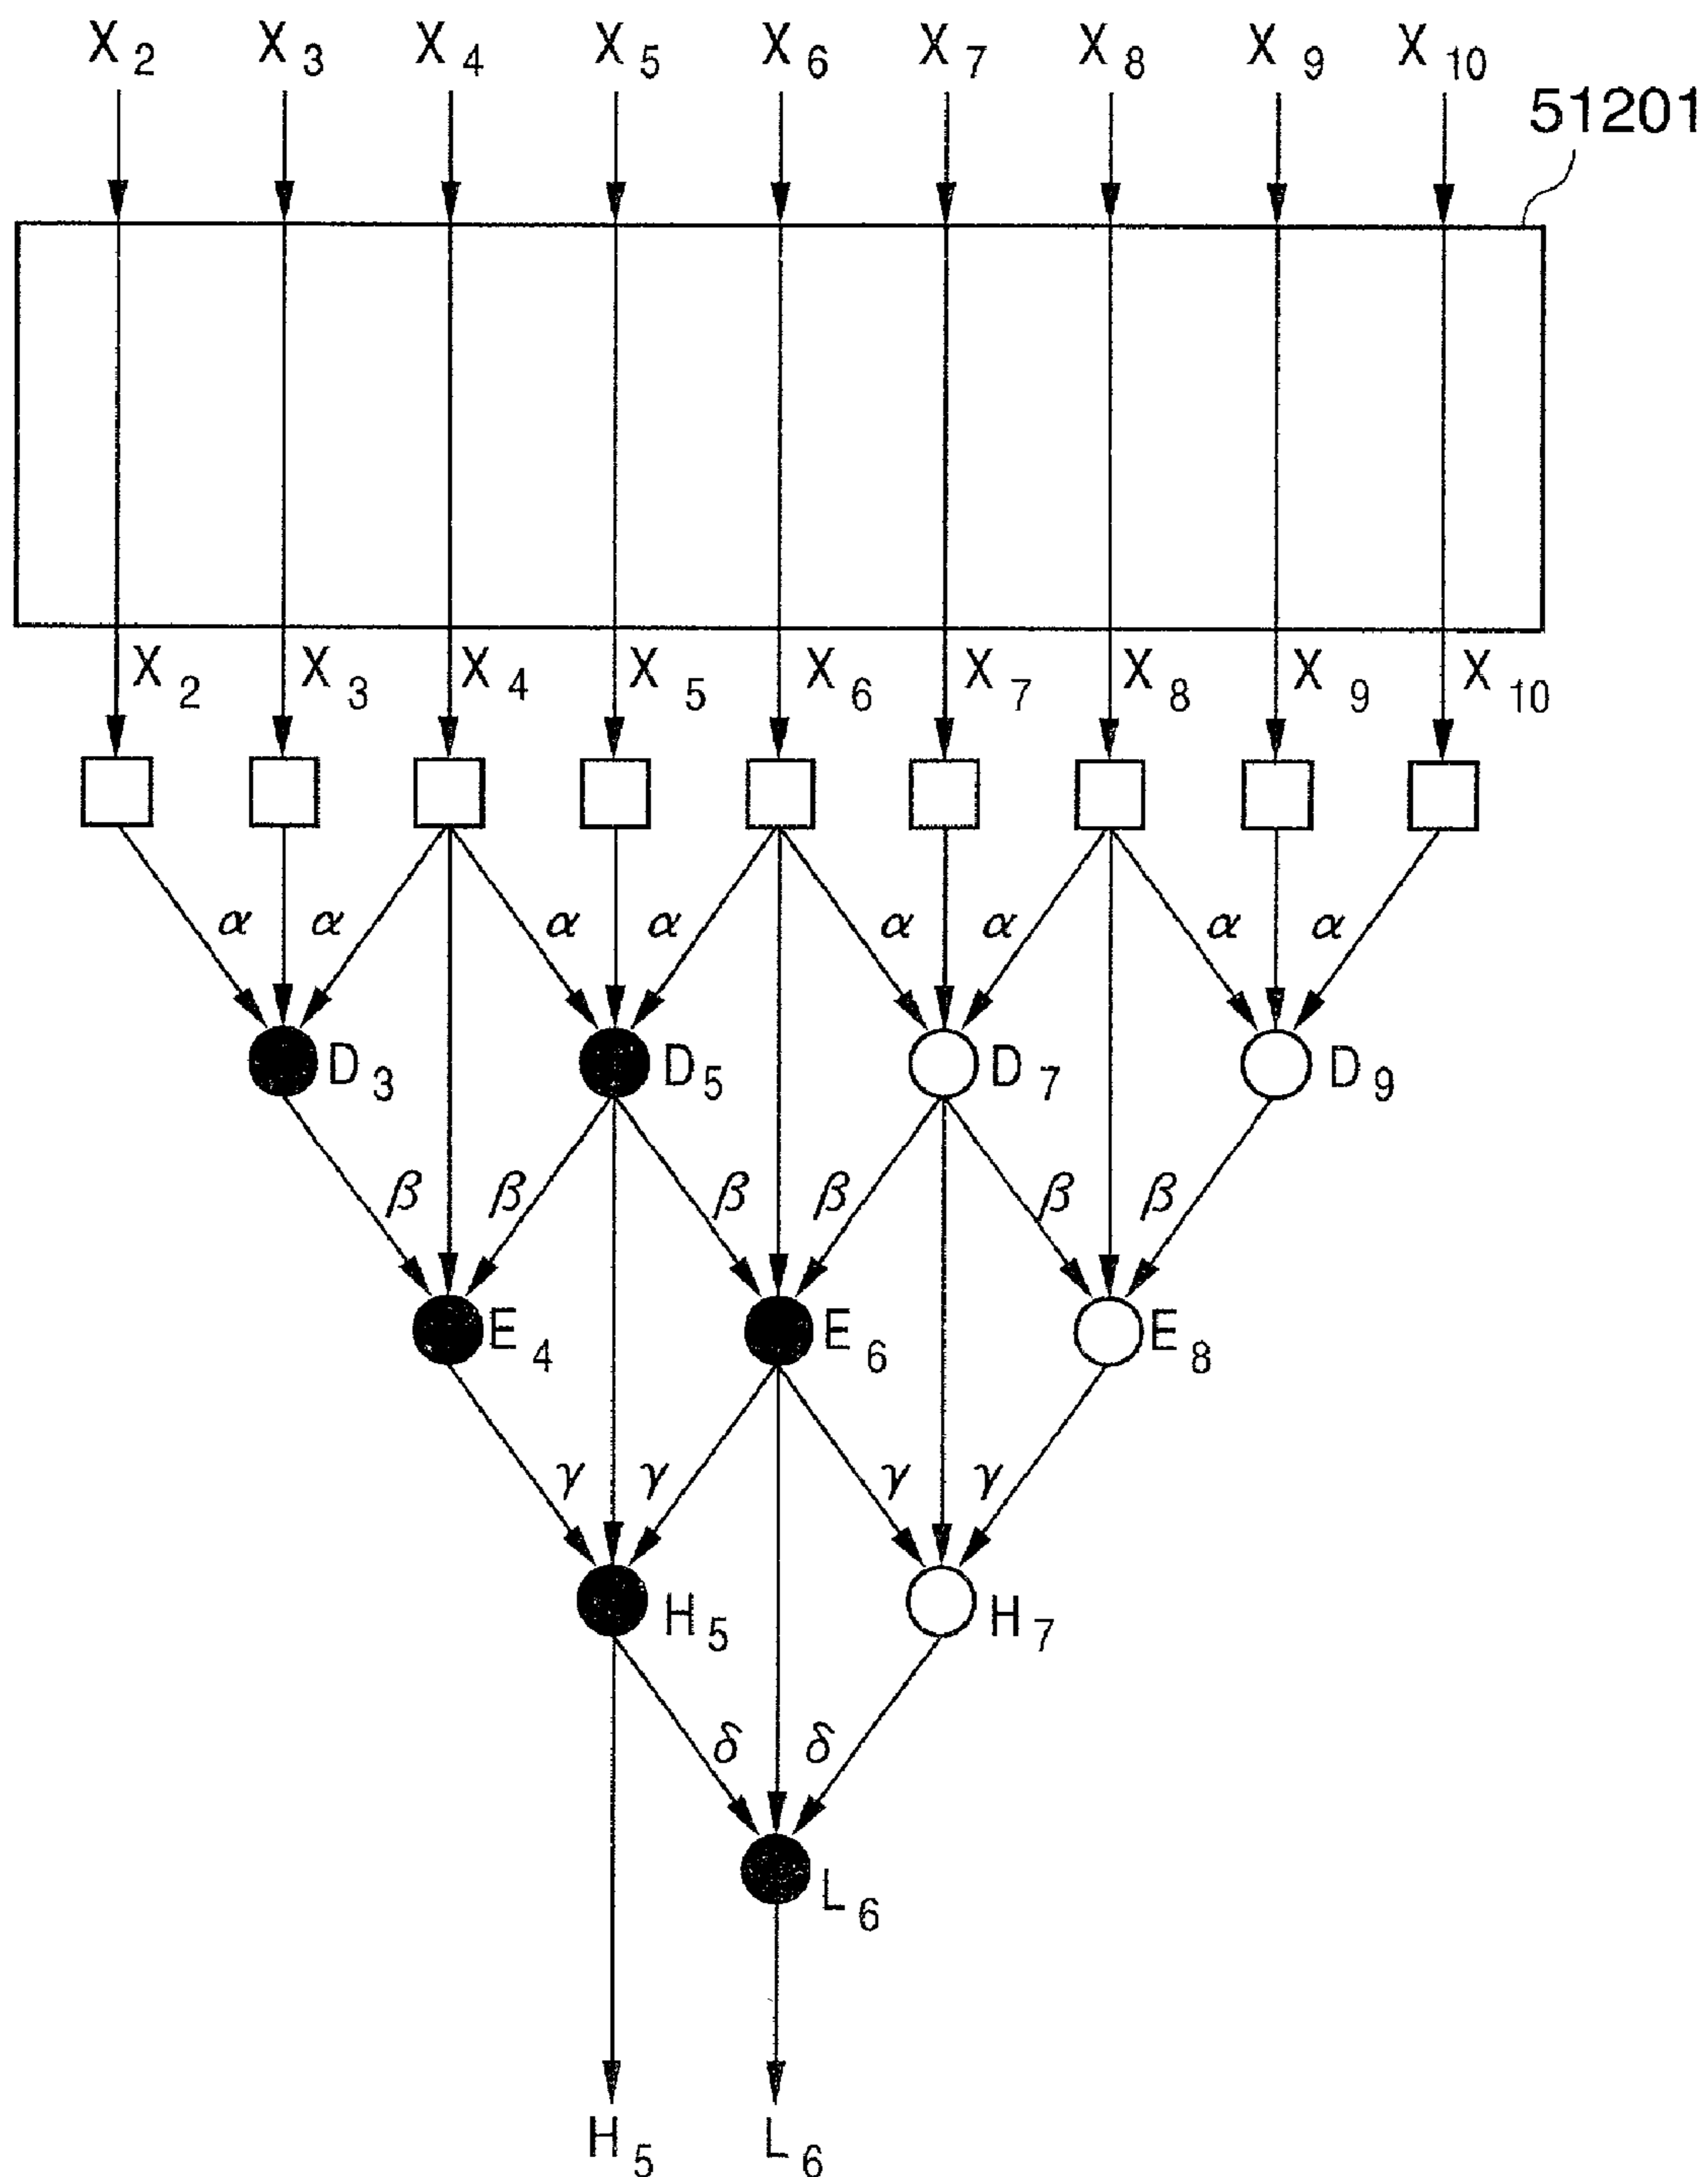 X2 X3 X4 X5 X6 X7 X8 X9 X10
51201
X2 X3 X4 X5 X6 X7 X8 X9 X10
α α α α α α α α
D3 D5 D7 D9
β β β β β β
E4 E6 E8
γ γ γ γ
H5 H7
δ δ
L6
H5 L6